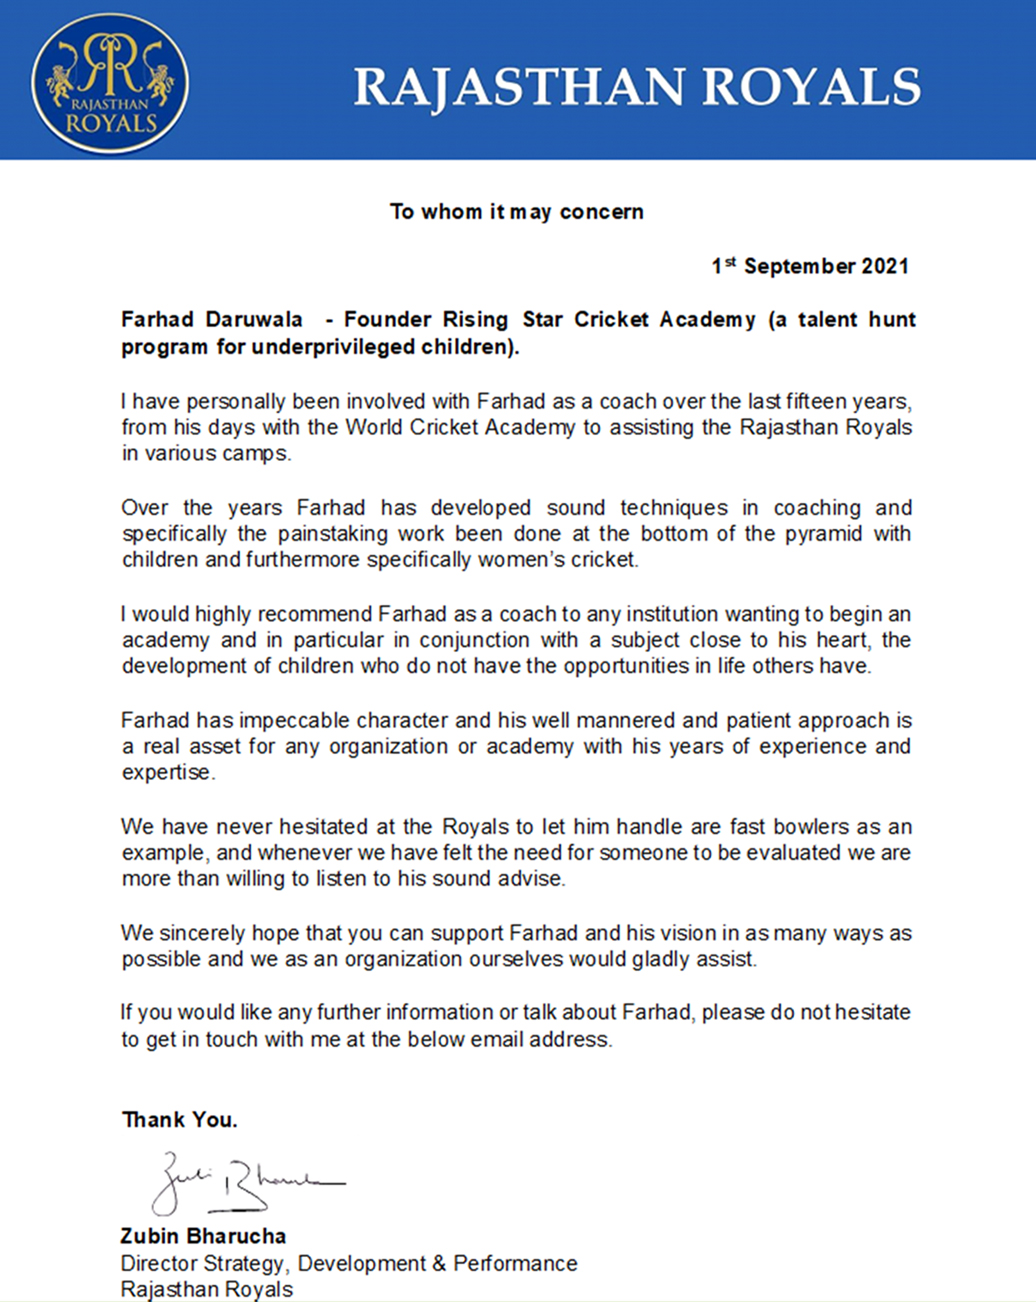 RR
RAJASTHAN
ROYALS
RAJASTHAN ROYALS
To whom it may concern
1st September 2021
Farhad Daruwala - Founder Rising Star Cricket Academy (a talent hunt
program for underprivileged children).
I have personally been involved with Farhad as a coach over the last fifteen years,
from his days with the World Cricket Academy to assisting the Rajasthan Royals
in various camps.
Over the years Farhad has developed sound techniques in coaching and
specifically the painstaking work been done at the bottom of the pyramid with
children and furthermore specifically women's cricket.
I would highly recommend Farhad as a coach to any institution wanting to begin an
academy and in particular in conjunction with a subject close to his heart, the
development of children who do not have the opportunities in life others have.
Farhad has impeccable character and his well mannered and patient approach is
a real asset for any organization or academy with his years of experience and
expertise.
We have never hesitated at the Royals to let him handle are fast bowlers as an
example, and whenever we have felt the need for someone to be evaluated we are
more than willing to listen to his sound advise.
We sincerely hope that you can support Farhad and his vision in as many ways as
possible and we as an organization ourselves would gladly assist.
If you would like any further information or talk about Farhad, please do not hesitate
to get in touch with me at the below email address.
Thank You.
Zubin Bharucha
Zubin Bharucha
Director Strategy, Development & Performance
Rajasthan Royals